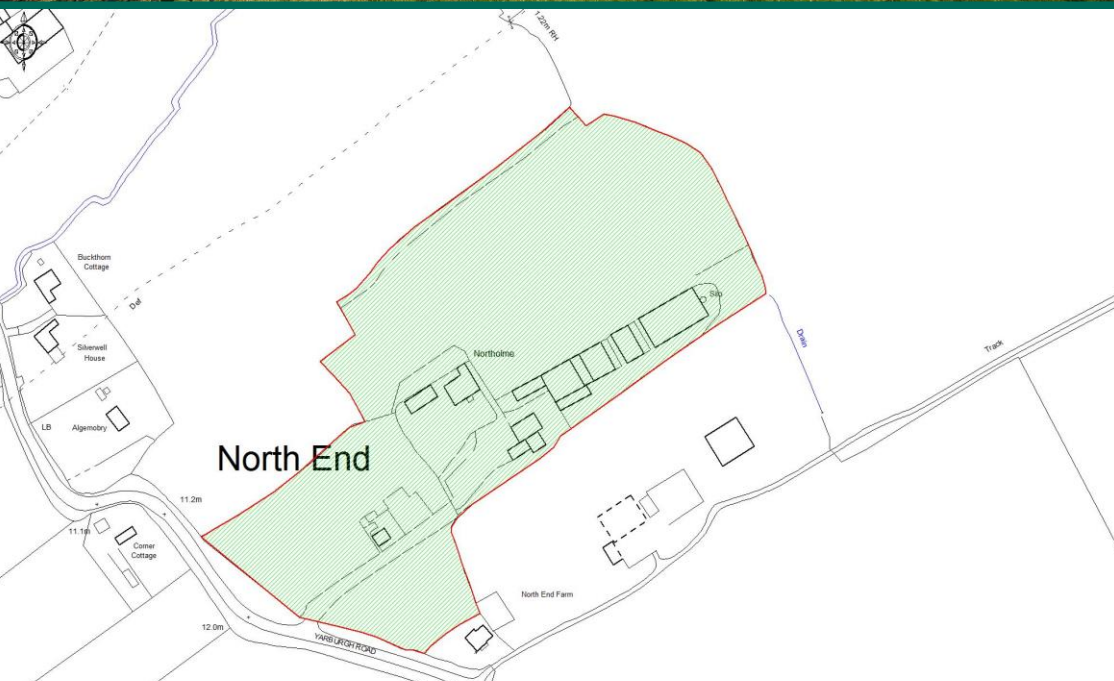 1.22m RH
Buckthorn
Cottage
Def
Silverwell
House
LB
Algemobry
Northolme
Silo
Drain
Track
North End
11.2m
11.1m
Corner
Cottage
12.0m
YARBURGH ROAD
North End Farm